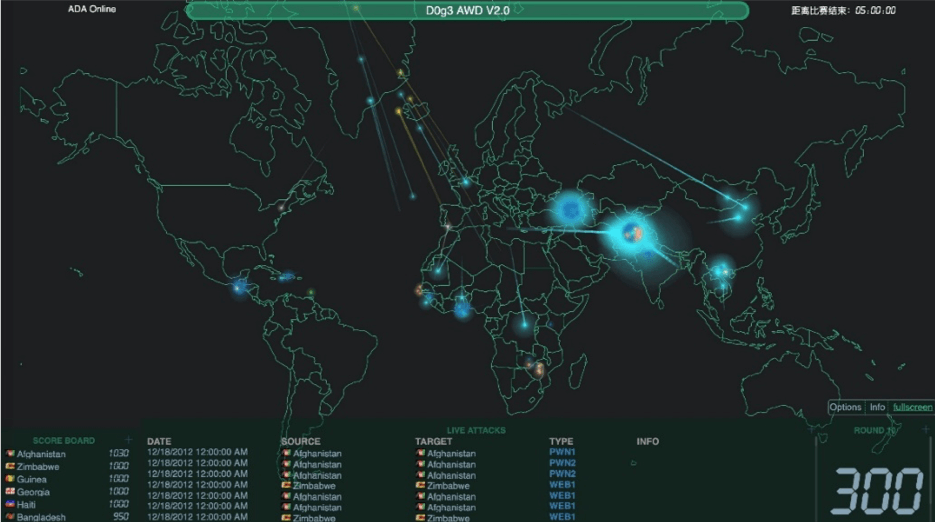 ADA Online
D0g3 AWD V2.0
距离比赛结束：05:00:00
Options Info fullscreen
LIVE ATTACKS
SCORE BOARD +
Afghanistan 1030
Zimbabwe 1000
Guinea 1000
Georgia 1000
Haiti 1000
Bangladesh 950
DATE SOURCE TARGET TYPE INFO
12/18/2012 12:00:00 AM Afghanistan Afghanistan PWN1
12/18/2012 12:00:00 AM Afghanistan Afghanistan PWN2
12/18/2012 12:00:00 AM Afghanistan Afghanistan PWN2
12/18/2012 12:00:00 AM Zimbabwe Zimbabwe WEB1
12/18/2012 12:00:00 AM Afghanistan Afghanistan WEB1
12/18/2012 12:00:00 AM Afghanistan Afghanistan WEB1
12/18/2012 12:00:00 AM Zimbabwe Zimbabwe WEB1
ROUND
300